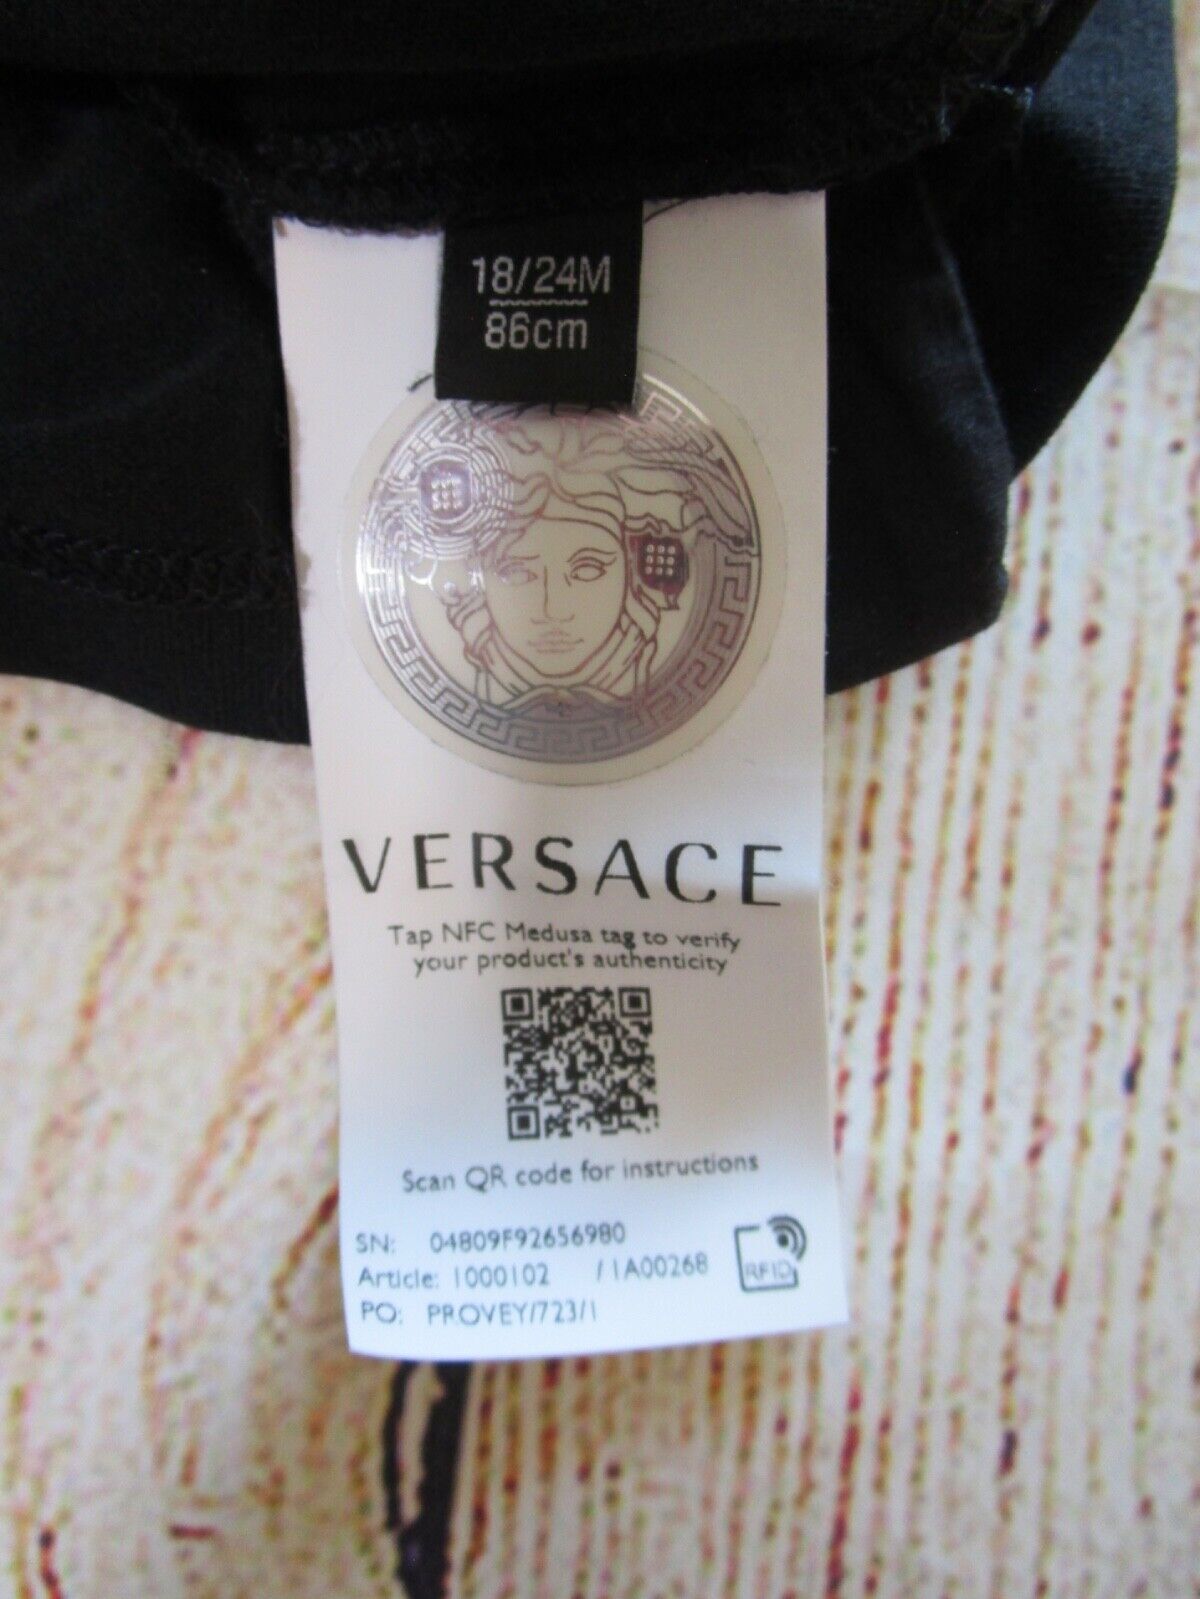 18/24M
86cm
VERSACE
Tap NFC Medusa tag to verify
your product's authenticity
Scan QR code for instructions
SN: 04809F92656980
Article: 1000102 / 1A00268
PO: PROVEY/723/1
RFID